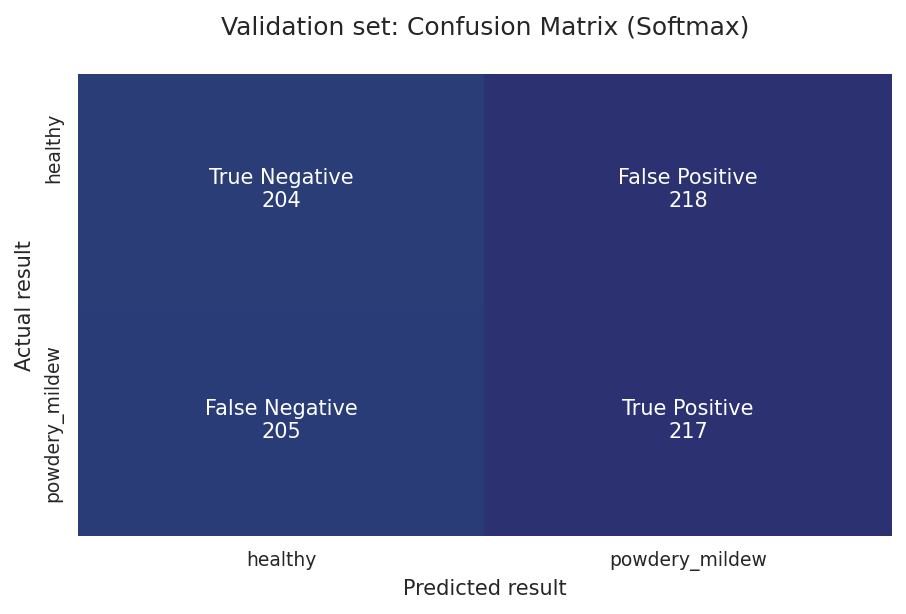 Validation set: Confusion Matrix (Softmax)
Actual result
healthy
True Negative
204
False Positive
218
powdery_mildew
False Negative
205
True Positive
217
healthy
powdery_mildew
Predicted result